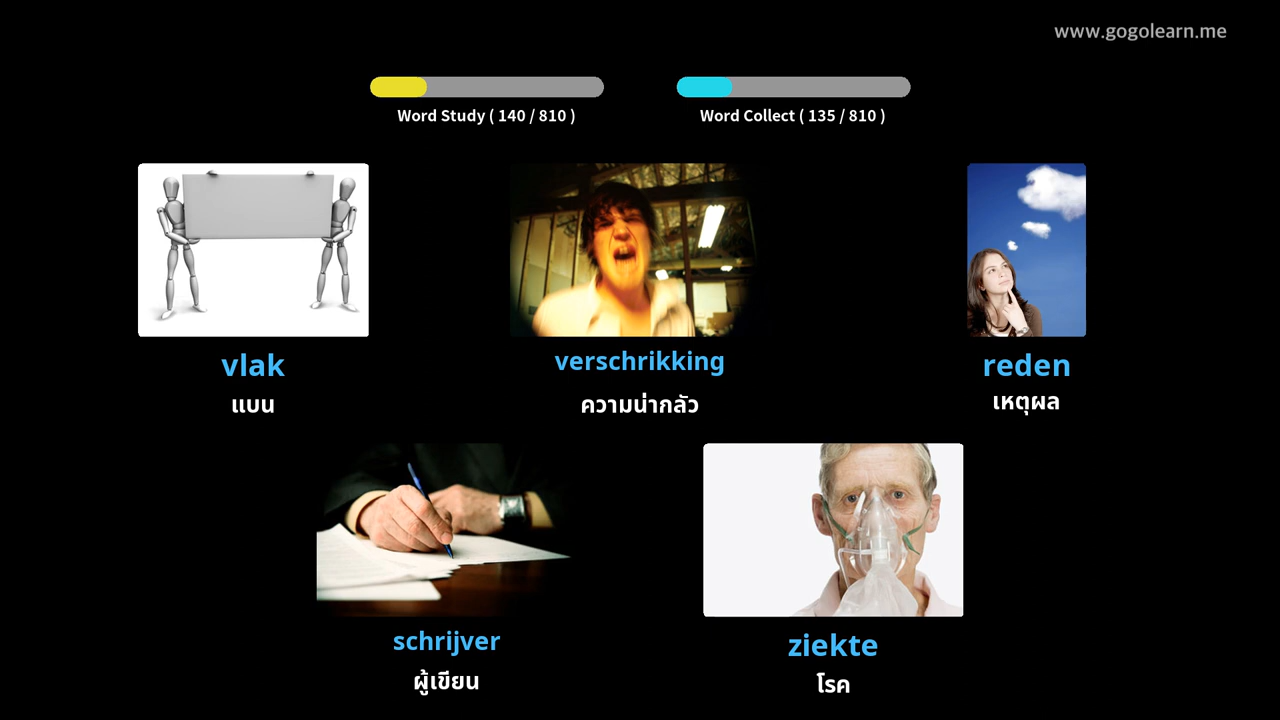 www.gogolearn.me
Word Study ( 140 / 810 )
Word Collect ( 135 / 810 )
vlak
แบน
verschrikking
ความน่ากลัว
reden
เหตุผล
schrijver
ผู้เขียน
ziekte
โรค